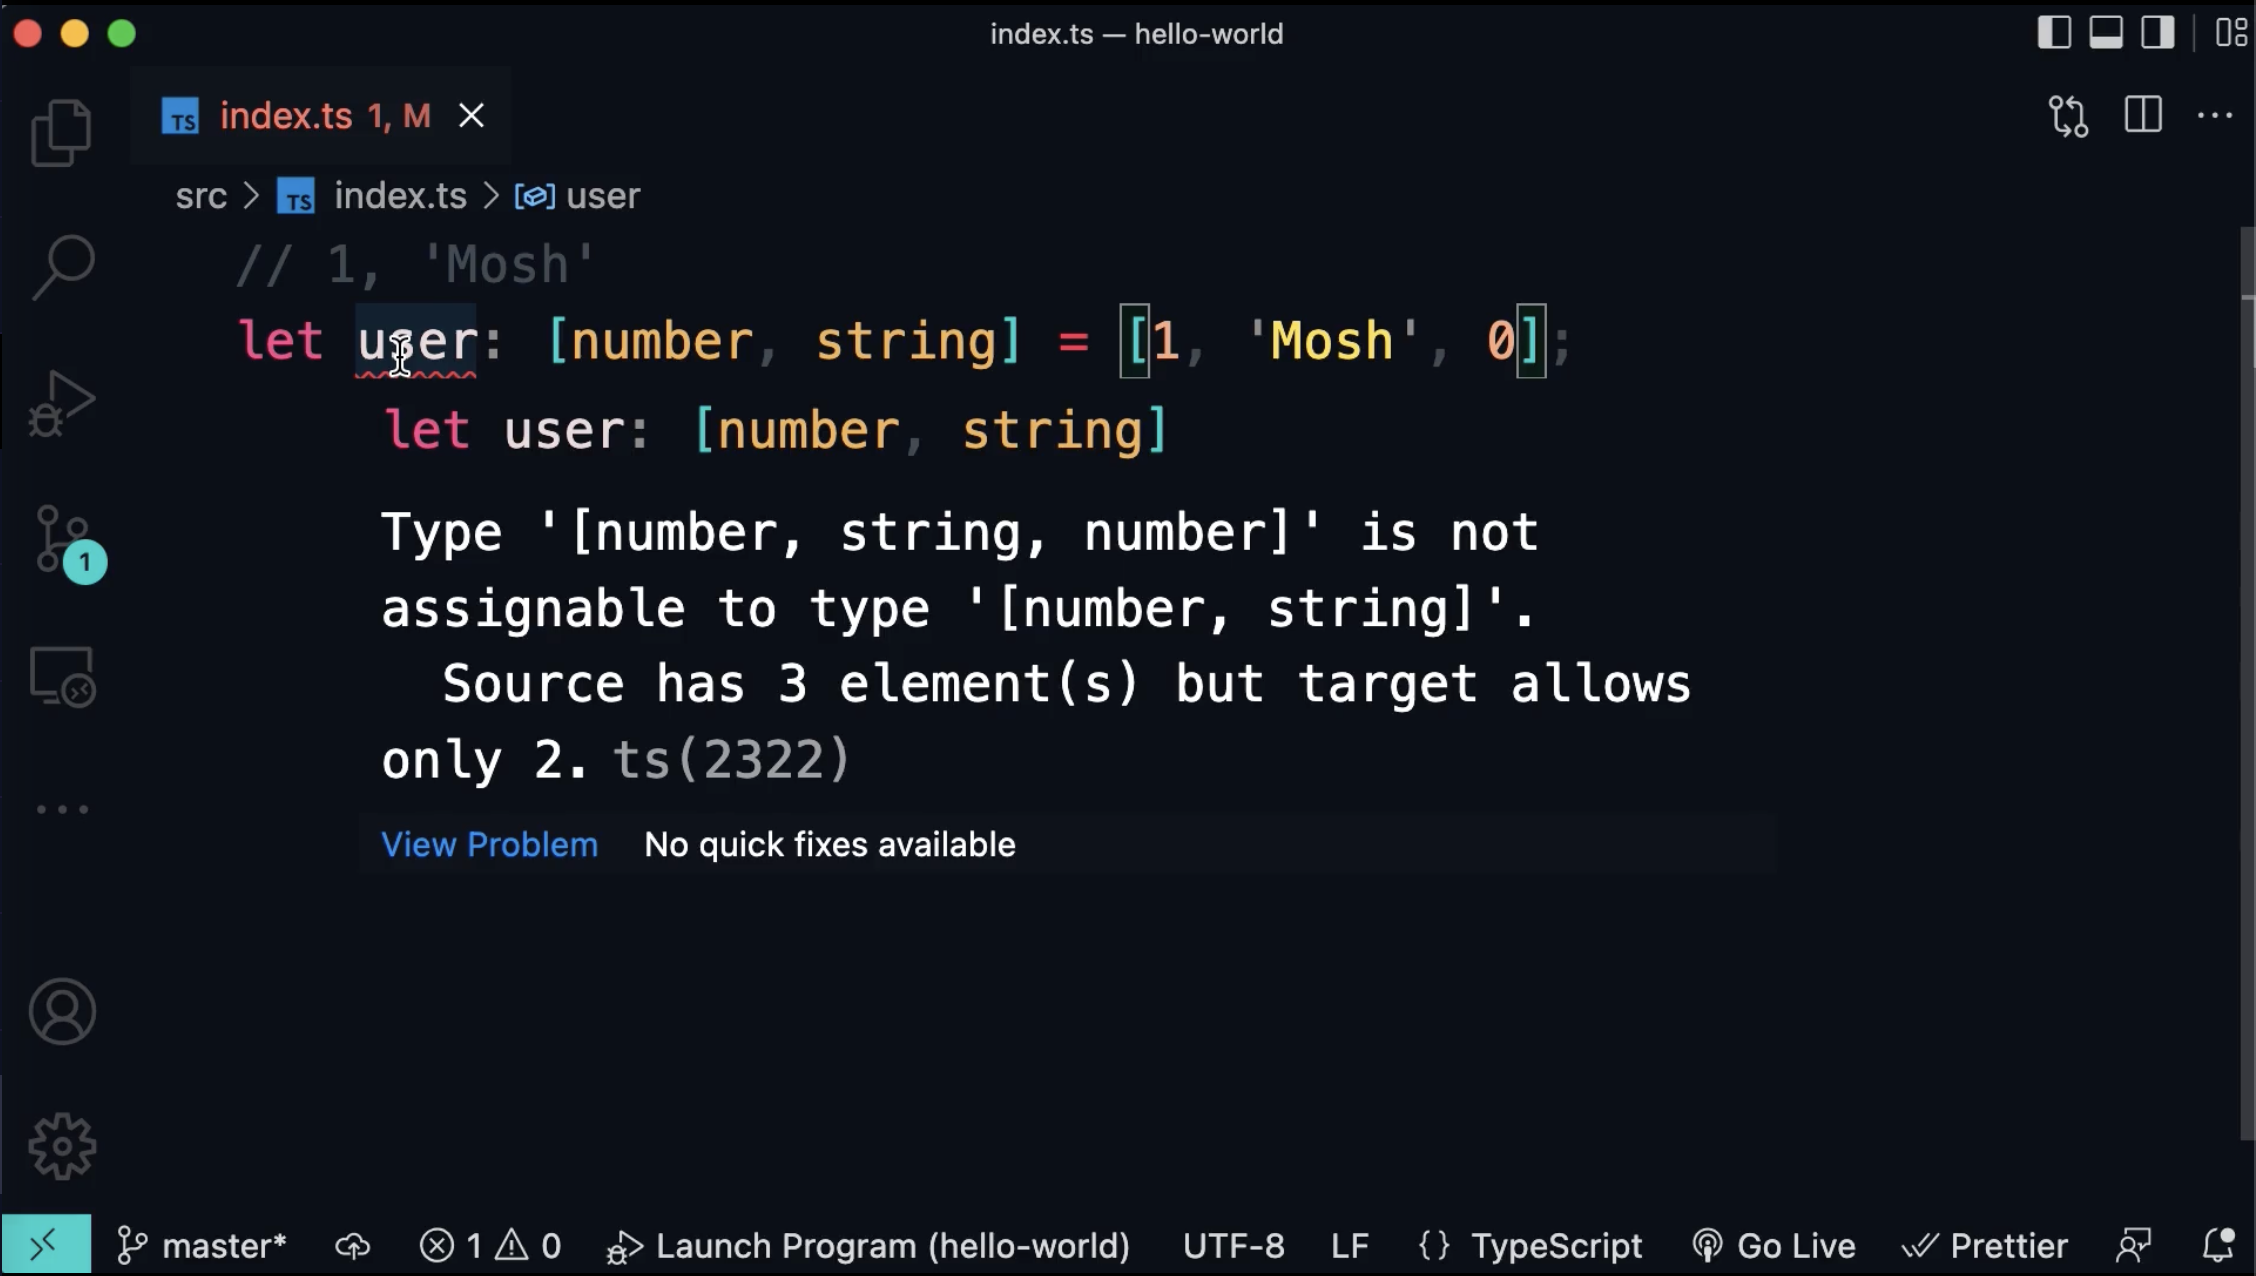 index.ts — hello-world
TS index.ts 1, M
src > TS index.ts > user
// 1, 'Mosh'
let user: [number, string] = [1, 'Mosh', 0];
let user: [number, string]
Type '[number, string, number]' is not
assignable to type '[number, string]'.
Source has 3 element(s) but target allows
only 2. ts(2322)
View Problem No quick fixes available
1
master* 1 0 Launch Program (hello-world) UTF-8 LF {} TypeScript Go Live Prettier